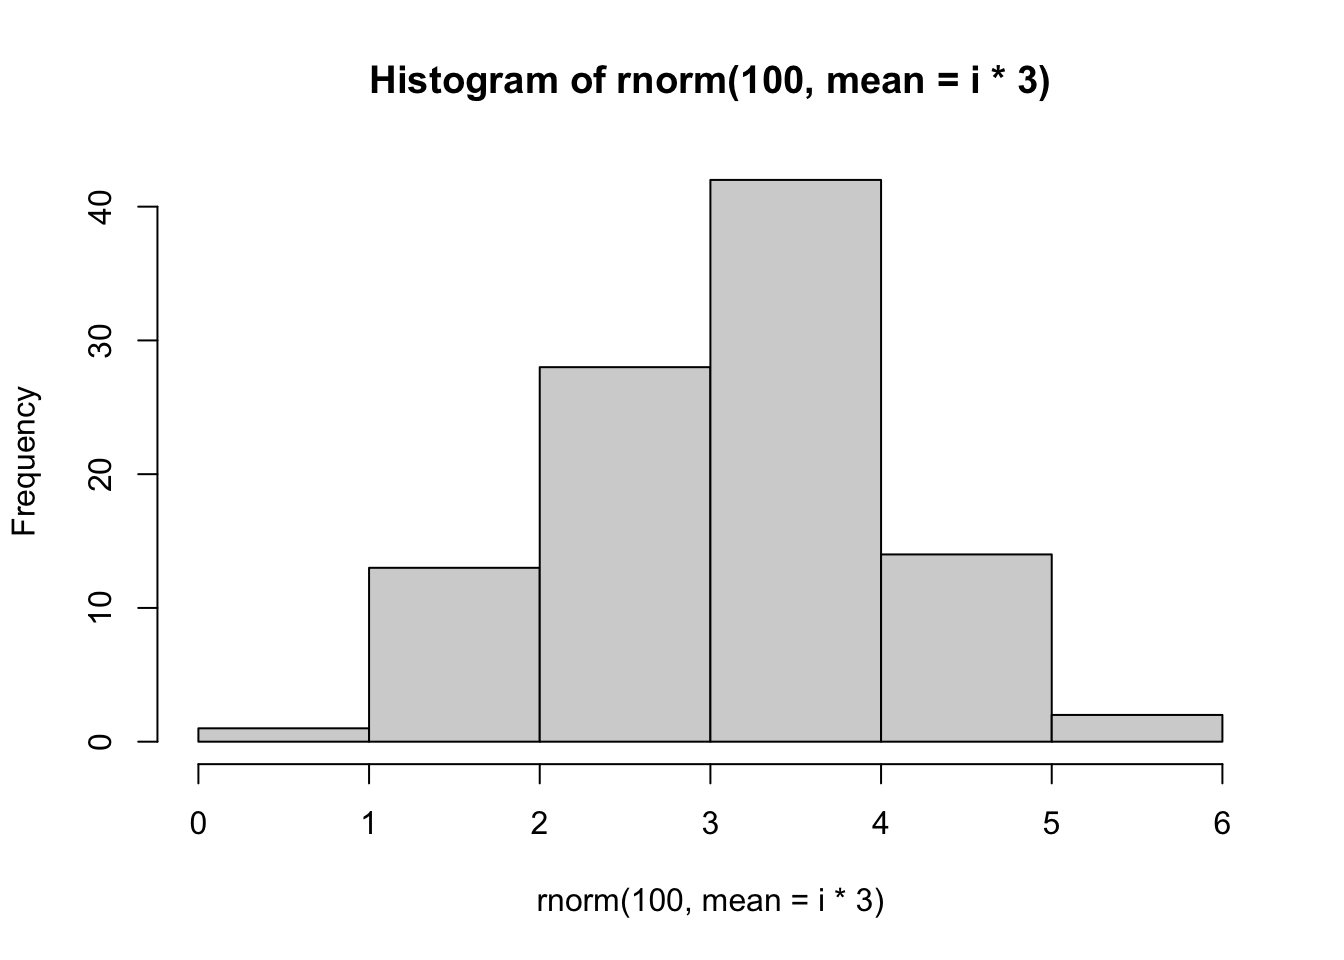 Histogram of rnorm(100, mean = i * 3)
Frequency
40
30
20
10
0
0 1 2 3 4 5 6
rnorm(100, mean = i * 3)